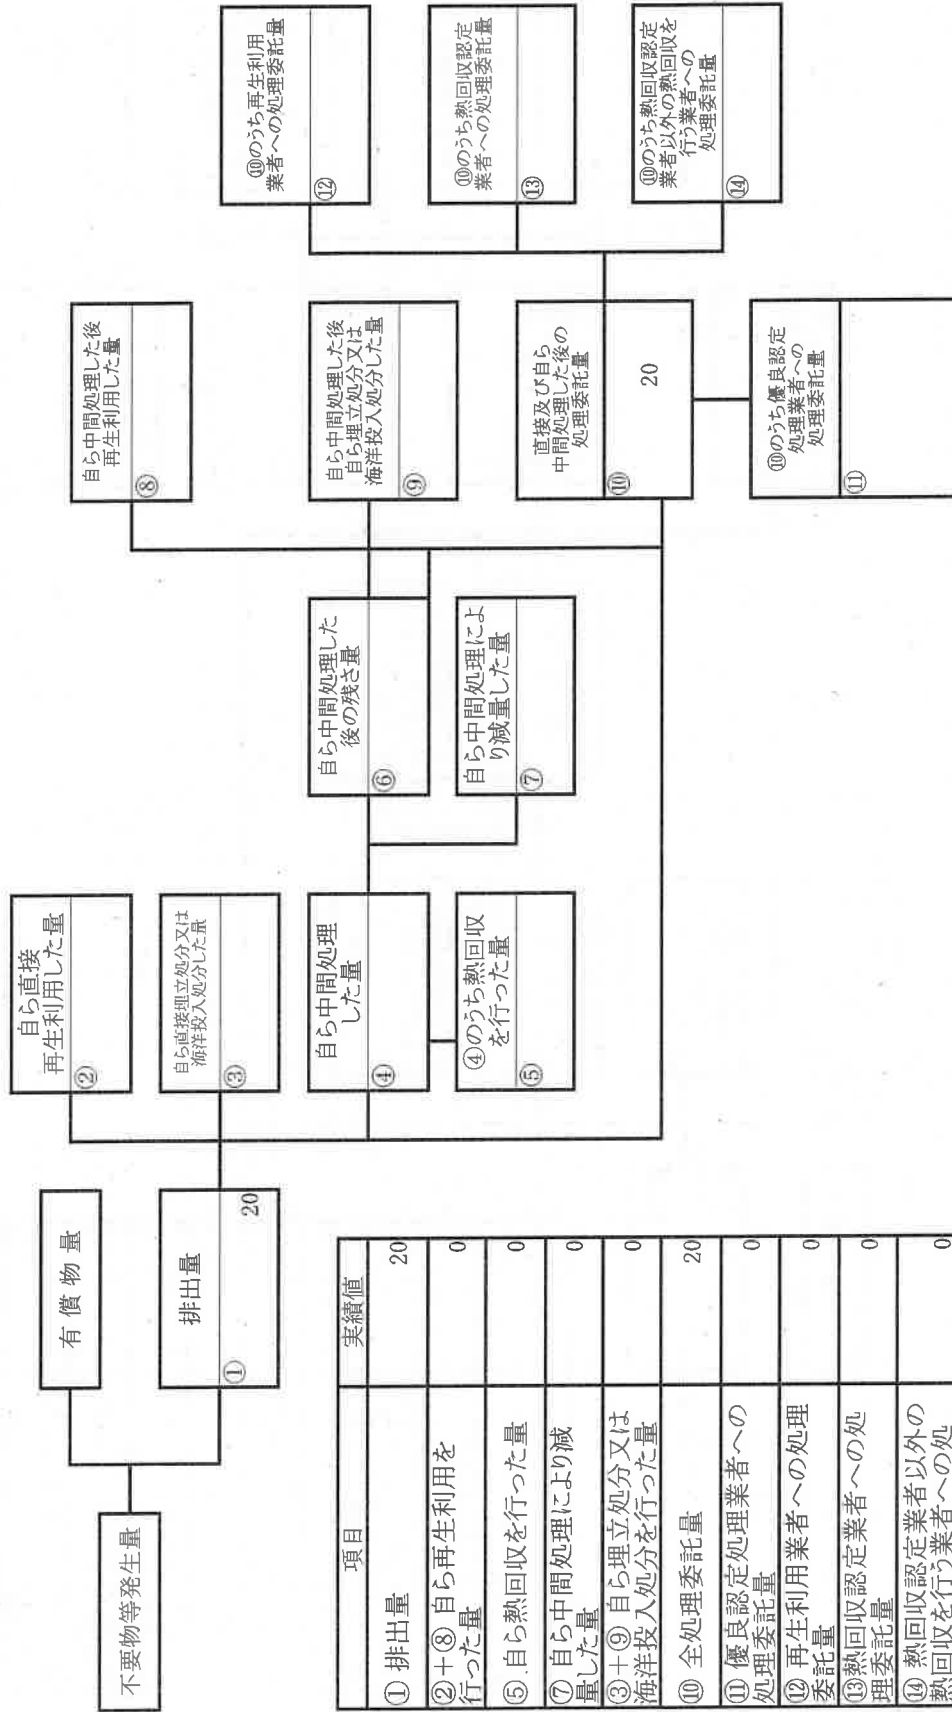 不要物等発生量
有償物量
排出量
①
20
自ら直接
再生利用した量
②
自ら直接埋立処分又は
海洋投入処分した量
③
自ら中間処理
した量
④
④のうち熱回収
を行った量
⑤
自ら中間処理した
後の残さ量
⑥
自ら中間処理によ
り減量した量
⑦
自ら中間処理した後
再生利用した量
⑧
自ら中間処理した後
自ら埋立処分又は
海洋投入処分した量
⑨
直接及び自ら
中間処理した後の
処理委託量
⑩
20
⑩のうち優良認定
処理業者への
処理委託量
⑪
⑩のうち再生利用
業者への処理委託量
⑫
⑩のうち熱回収認定
業者への処理委託量
⑬
⑩のうち熱回収認定
業者以外の熱回収を
行う業者への
処理委託量
⑭
項目 実績値
① 排出量 20
②+⑧ 自ら再生利用を
行った量 0
⑤ 自ら熱回収を行った量 0
⑦ 自ら中間処理により減
量した量 0
③+⑨ 自ら埋立処分又は
海洋投入処分を行った量 0
⑩ 全処理委託量 20
⑪ 優良認定処理業者への
処理委託量 0
⑫ 再生利用業者への処理
委託量 0
⑬熱回収認定業者への処
理委託量 0
⑭ 熱回収認定業者以外の
熱回収を行う業者への処 0